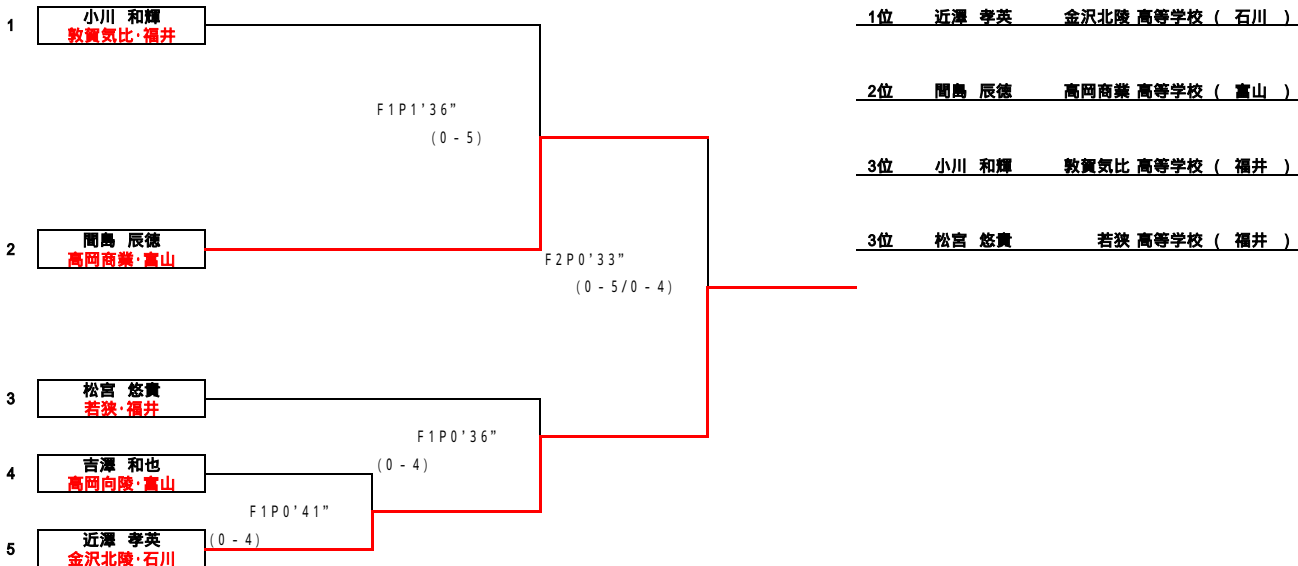 1
小川 和輝
敦賀気比・福井
1位 近澤 孝英 金沢北陵 高等学校 ( 石川 )
2位 間島 辰徳 高岡商業 高等学校 ( 富山 )
F1P1'36”
(0-5)
3位 小川 和輝 敦賀気比 高等学校 ( 福井 )
2
間島 辰徳
高岡商業・富山
3位 松宮 悠貴 若狭 高等学校 ( 福井 )
F2P0'33”
(0-5/0-4)
3
松宮 悠貴
若狭・福井
F1P0'36”
(0-4)
4
吉澤 和也
高岡向陵・富山
F1P0'41”
(0-4)
5
近澤 孝英
金沢北陵・石川